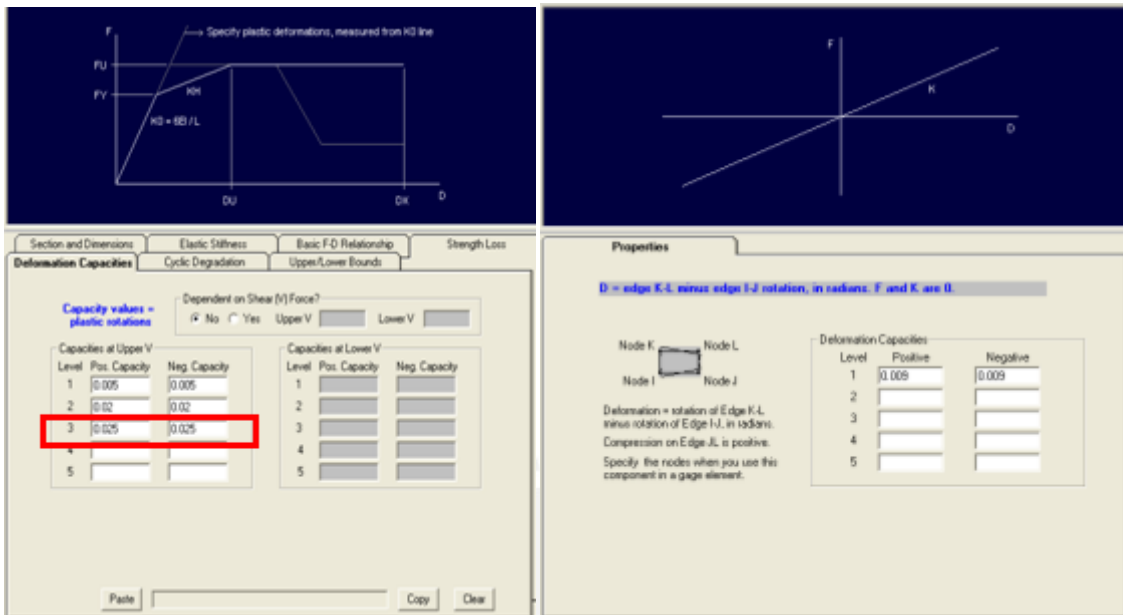 F
Specify plastic deformations, measured from K0 line
FU
FY
KH
K0 = 6B / L
DU
DX
D
Section and Dimensions
Elastic Stiffness
Basic F-D Relationship
Strength Loss
Deformation Capacities
Cyclic Degradation
Upper/Lower Bounds
Capacity values =
plastic rotations
Dependent on Shear (V) Force?
No Yes Upper V Lower V
Capacities at Upper V
Level Pos. Capacity Neg. Capacity
1 0.005 0.005
2 0.02 0.02
3 0.025 0.025
4
5
Capacities at Lower V
Level Pos. Capacity Neg. Capacity
1
2
3
4
5
Paste
Copy
Clear
F
K
D
Properties
D = edge K-L minus edge I-J rotation, in radians. F and K are 0.
Node K
Node L
Node I
Node J
Deformation = rotation of Edge K-L
minus rotation of Edge I-J, in radians.
Compression on Edge JL is positive.
Specify the nodes when you use this
component in a gage element.
Deformation Capacities
Level Positive Negative
1 0.009 0.009
2
3
4
5